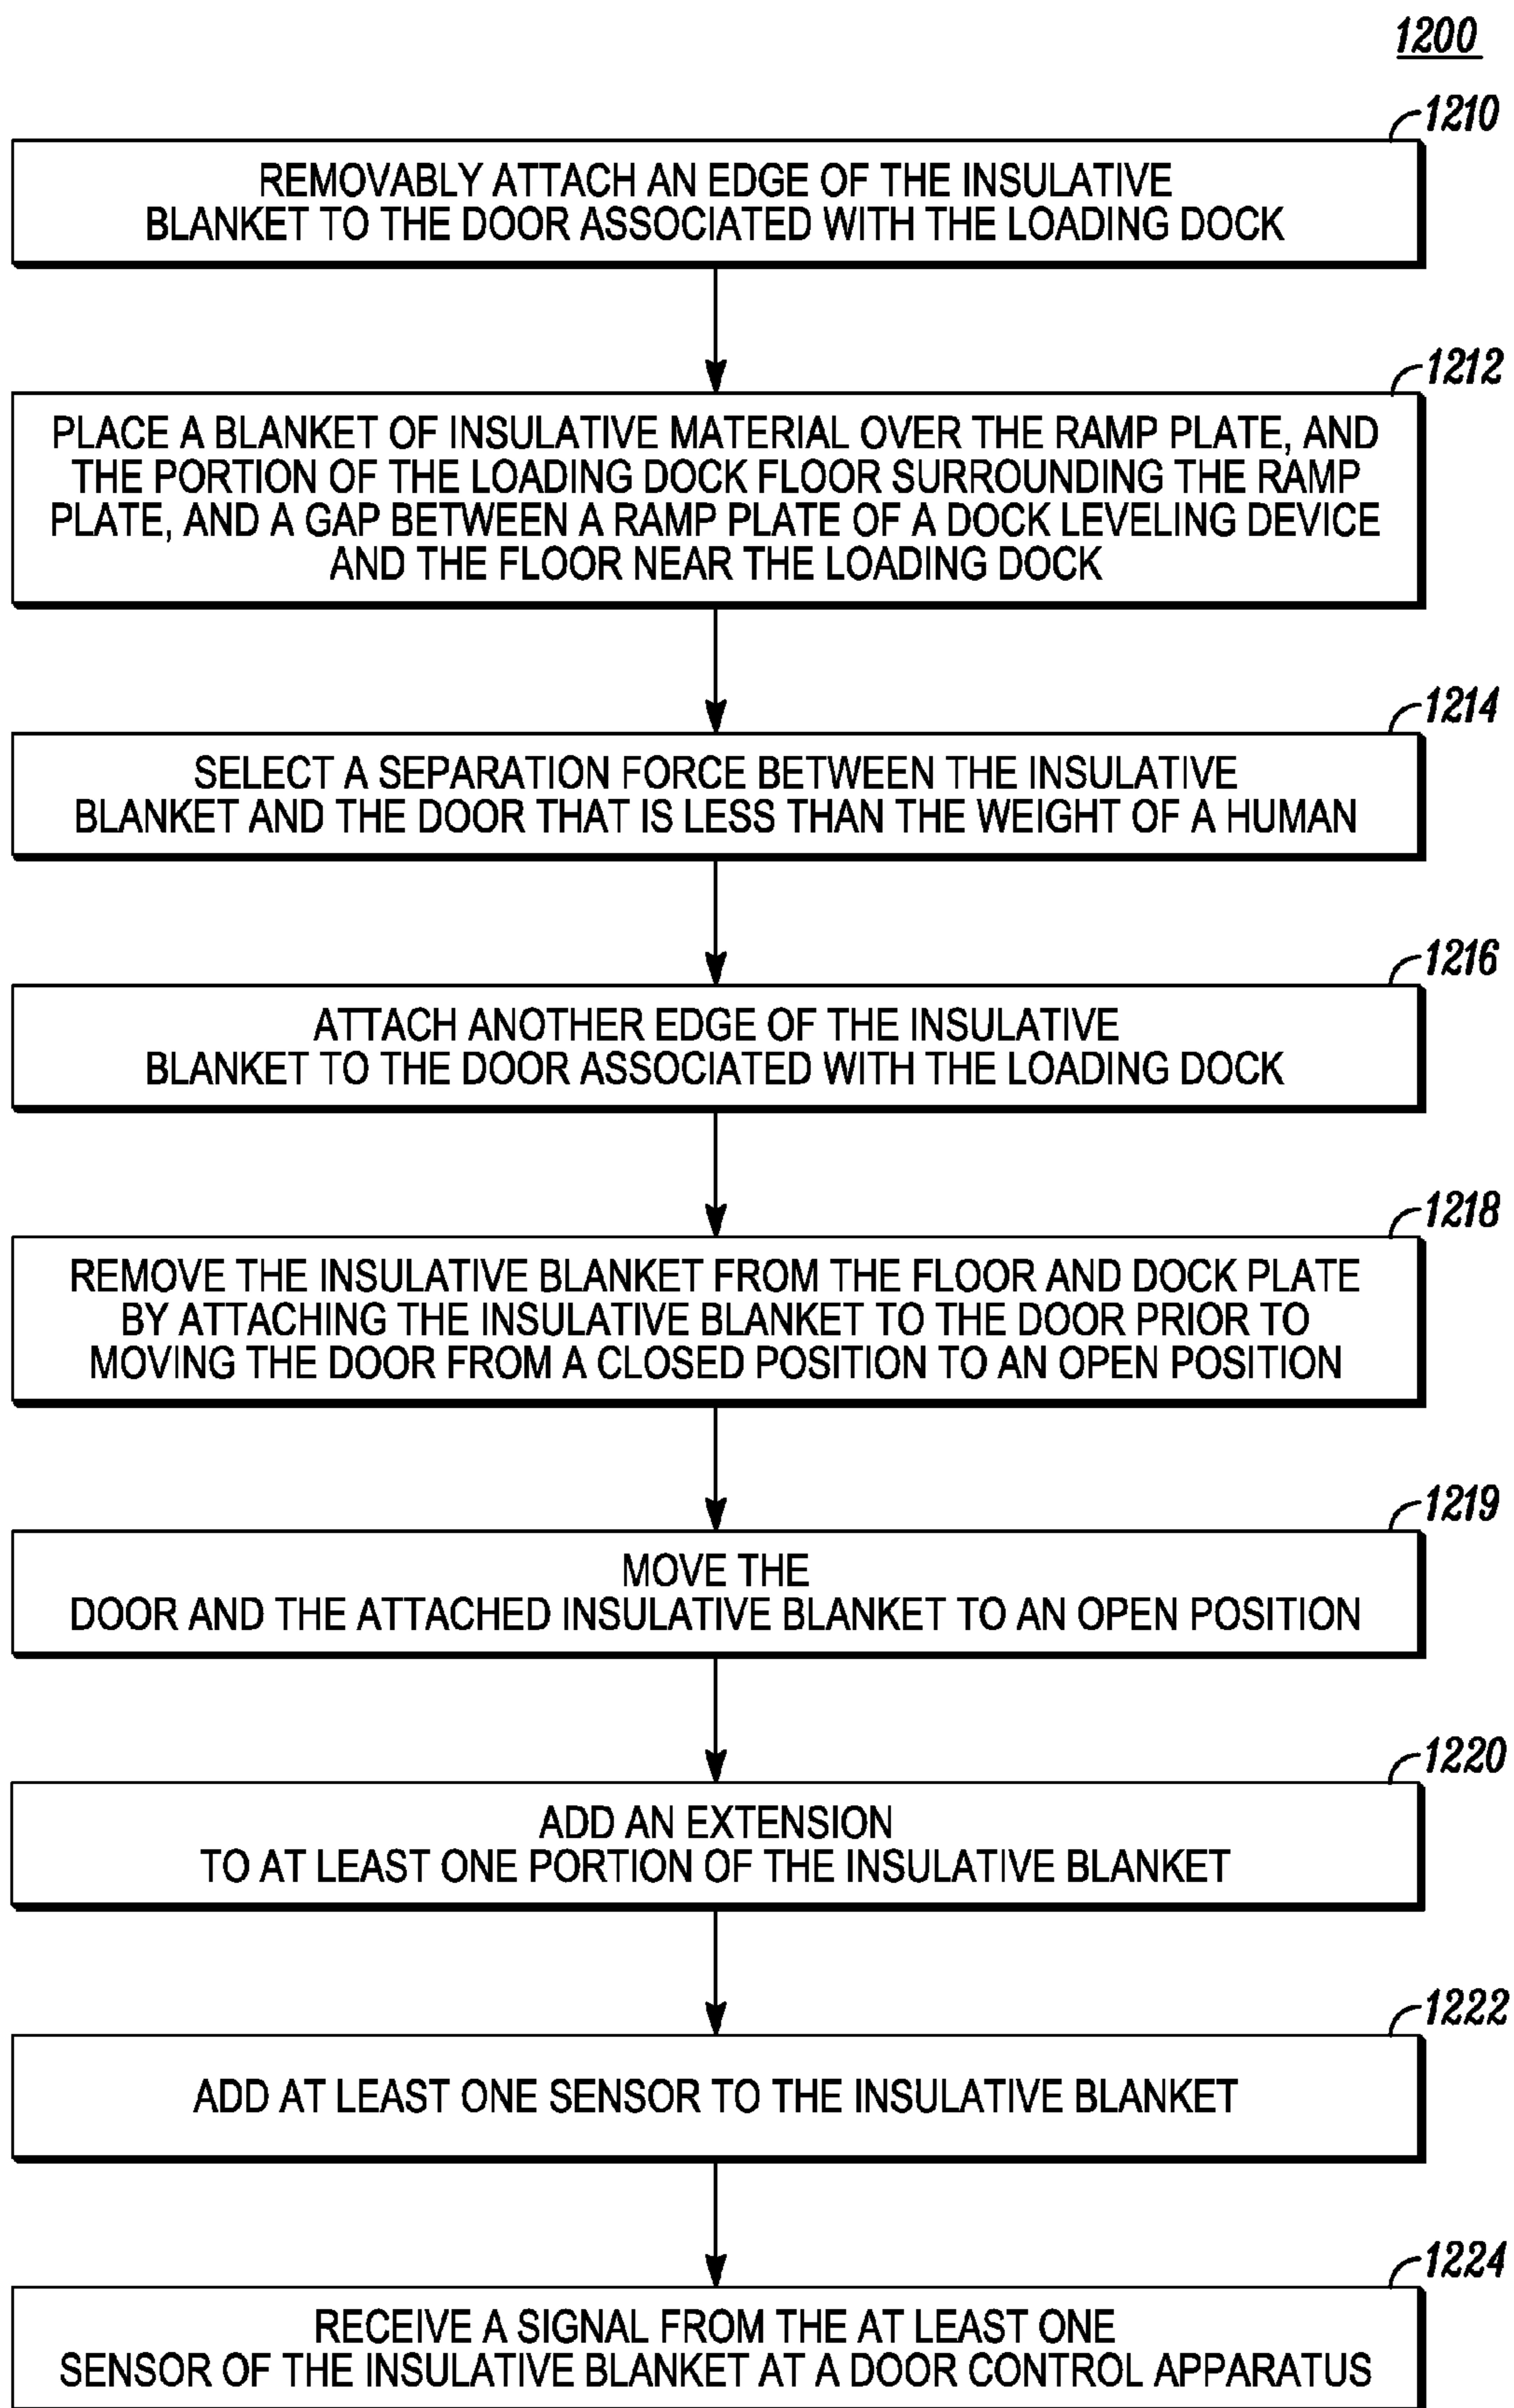 1200
1210
REMOVABLY ATTACH AN EDGE OF THE INSULATIVE
BLANKET TO THE DOOR ASSOCIATED WITH THE LOADING DOCK
1212
PLACE A BLANKET OF INSULATIVE MATERIAL OVER THE RAMP PLATE, AND
THE PORTION OF THE LOADING DOCK FLOOR SURROUNDING THE RAMP
PLATE, AND A GAP BETWEEN A RAMP PLATE OF A DOCK LEVELING DEVICE
AND THE FLOOR NEAR THE LOADING DOCK
1214
SELECT A SEPARATION FORCE BETWEEN THE INSULATIVE
BLANKET AND THE DOOR THAT IS LESS THAN THE WEIGHT OF A HUMAN
1216
ATTACH ANOTHER EDGE OF THE INSULATIVE
BLANKET TO THE DOOR ASSOCIATED WITH THE LOADING DOCK
1218
REMOVE THE INSULATIVE BLANKET FROM THE FLOOR AND DOCK PLATE
BY ATTACHING THE INSULATIVE BLANKET TO THE DOOR PRIOR TO
MOVING THE DOOR FROM A CLOSED POSITION TO AN OPEN POSITION
1219
MOVE THE
DOOR AND THE ATTACHED INSULATIVE BLANKET TO AN OPEN POSITION
1220
ADD AN EXTENSION
TO AT LEAST ONE PORTION OF THE INSULATIVE BLANKET
1222
ADD AT LEAST ONE SENSOR TO THE INSULATIVE BLANKET
1224
RECEIVE A SIGNAL FROM THE AT LEAST ONE
SENSOR OF THE INSULATIVE BLANKET AT A DOOR CONTROL APPARATUS